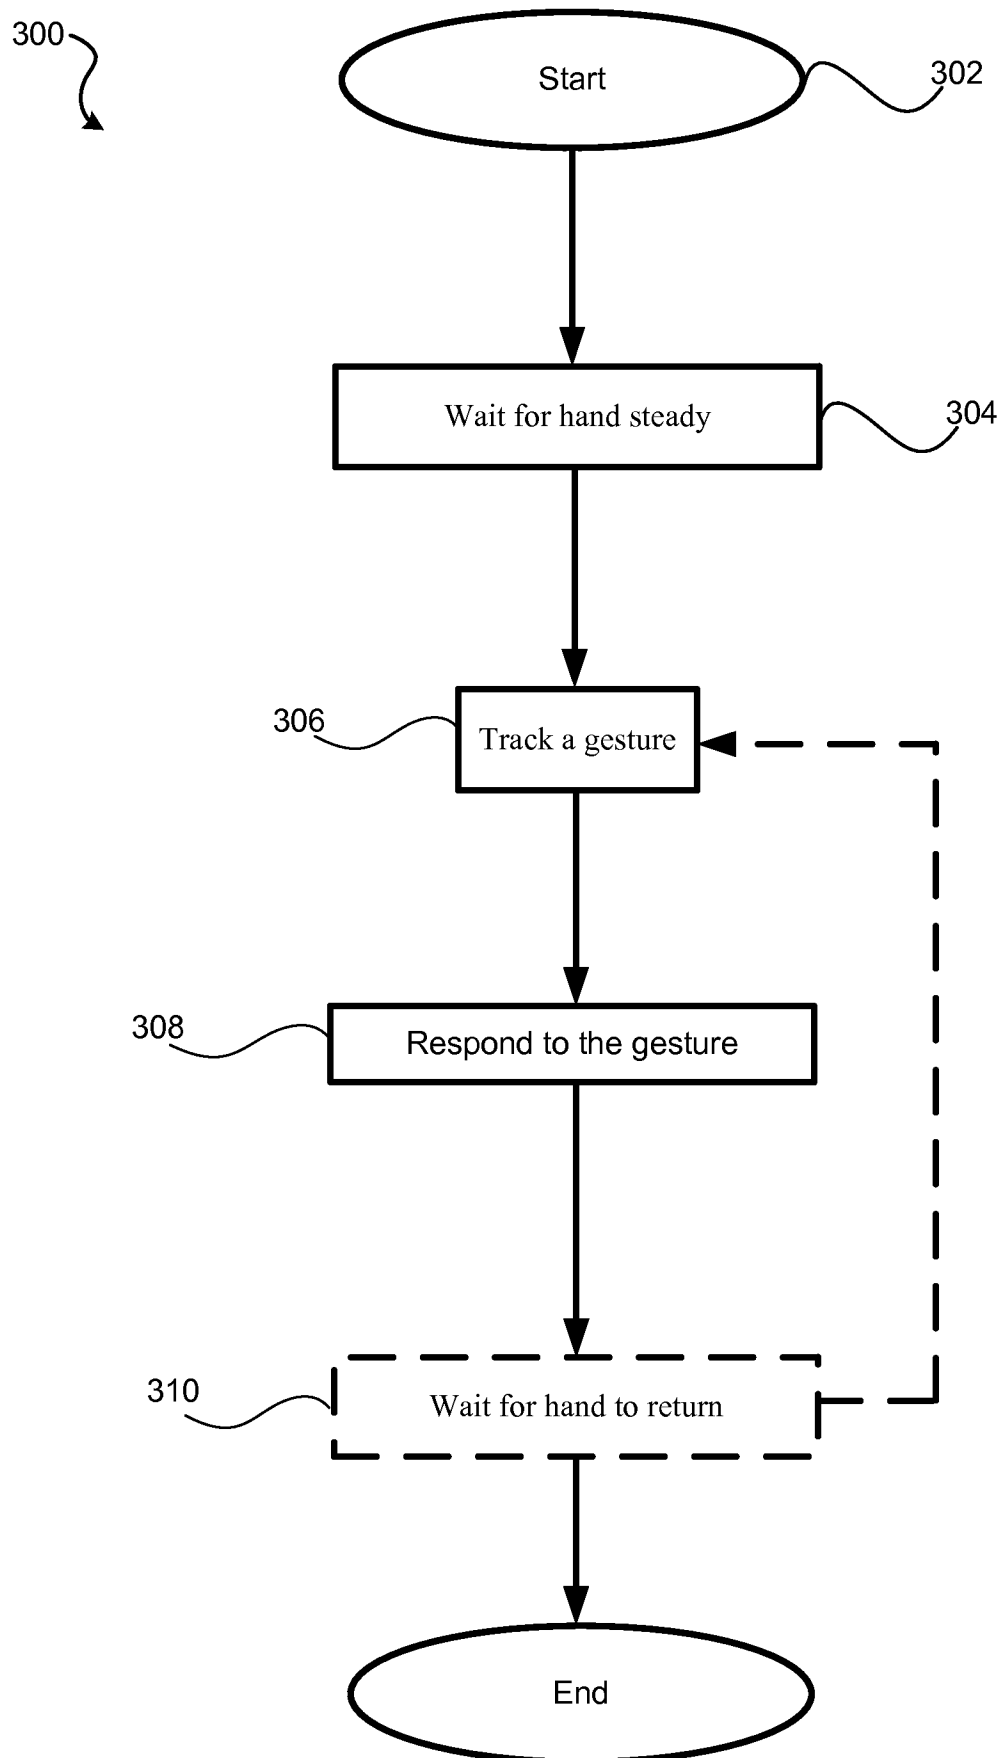 300
Start
302
Wait for hand steady
304
306
Track a gesture
308
Respond to the gesture
310
Wait for hand to return
End